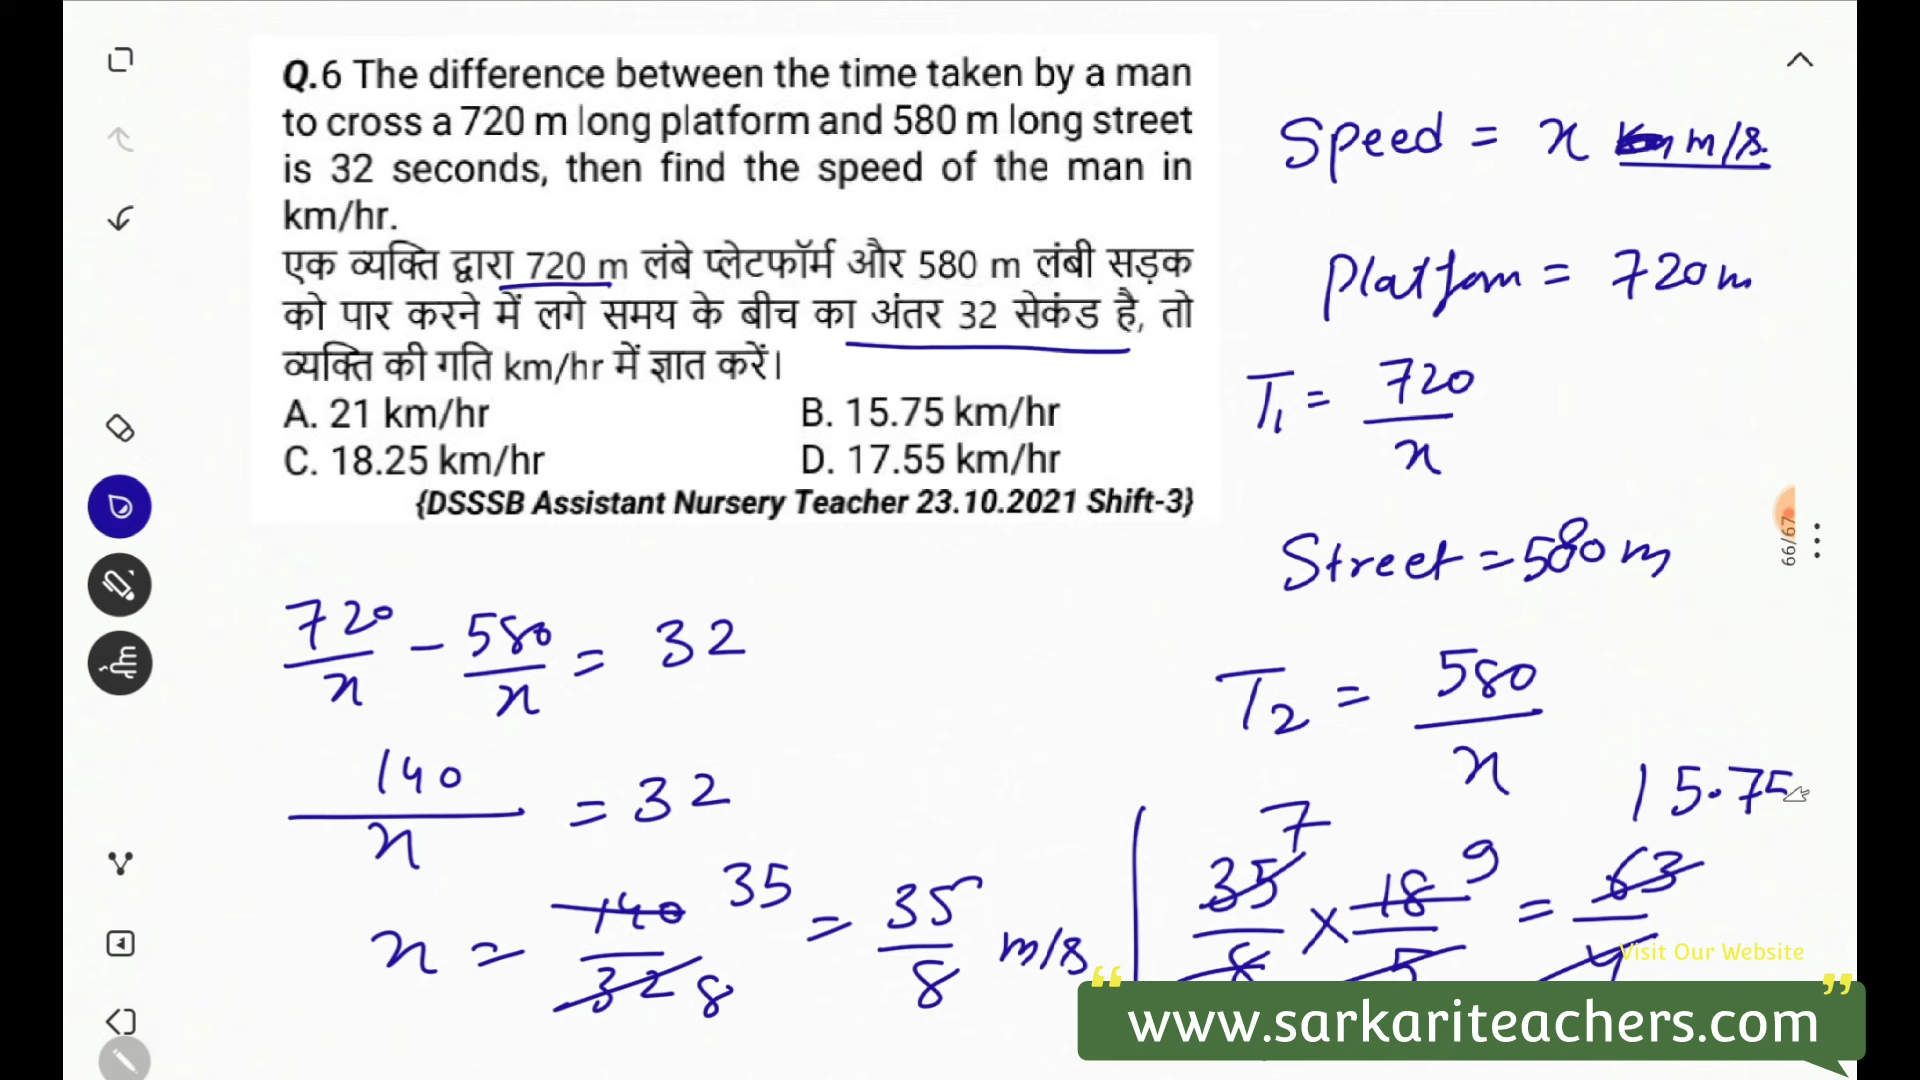 Q.6 The difference between the time taken by a man
to cross a 720 m long platform and 580 m long street
is 32 seconds, then find the speed of the man in
km/hr.
एक व्यक्ति द्वारा 720 m लंबे प्लेटफॉर्म और 580 m लंबी सड़क
को पार करने में लगे समय के बीच का अंतर 32 सेकंड है, तो
व्यक्ति की गति km/hr में ज्ञात करें।
A. 21 km/hr B. 15.75 km/hr
C. 18.25 km/hr D. 17.55 km/hr
{DSSSB Assistant Nursery Teacher 23.10.2021 Shift-3}
Speed = x m/s.
Platform = 720m
T1 = 720/x
Street = 580 m
T2 = 580/x
720/x - 580/x = 32
140/x = 32
x = 140/32 35 8 = 35/8 m/s
35/8 7 × 18/5 9 = 63/4
15.75
66/67
Visit Our Website
“ www.sarkariteachers.com ”